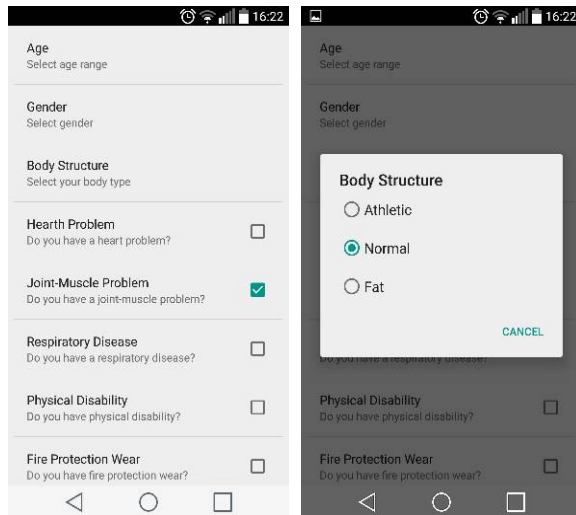 16:22
Age
Select age range
Gender
Select gender
Body Structure
Select your body type
Hearth Problem
Do you have a heart problem?
Joint-Muscle Problem
Do you have a joint-muscle problem?
Respiratory Disease
Do you have a respiratory disease?
Physical Disability
Do you have physical disability?
Fire Protection Wear
Do you have fire protection wear?
16:22
Age
Select age range
Gender
Select gender
Body Structure
Athletic
Normal
Fat
CANCEL
Do you have a respiratory disease?
Physical Disability
Do you have physical disability?
Fire Protection Wear
Do you have fire protection wear?